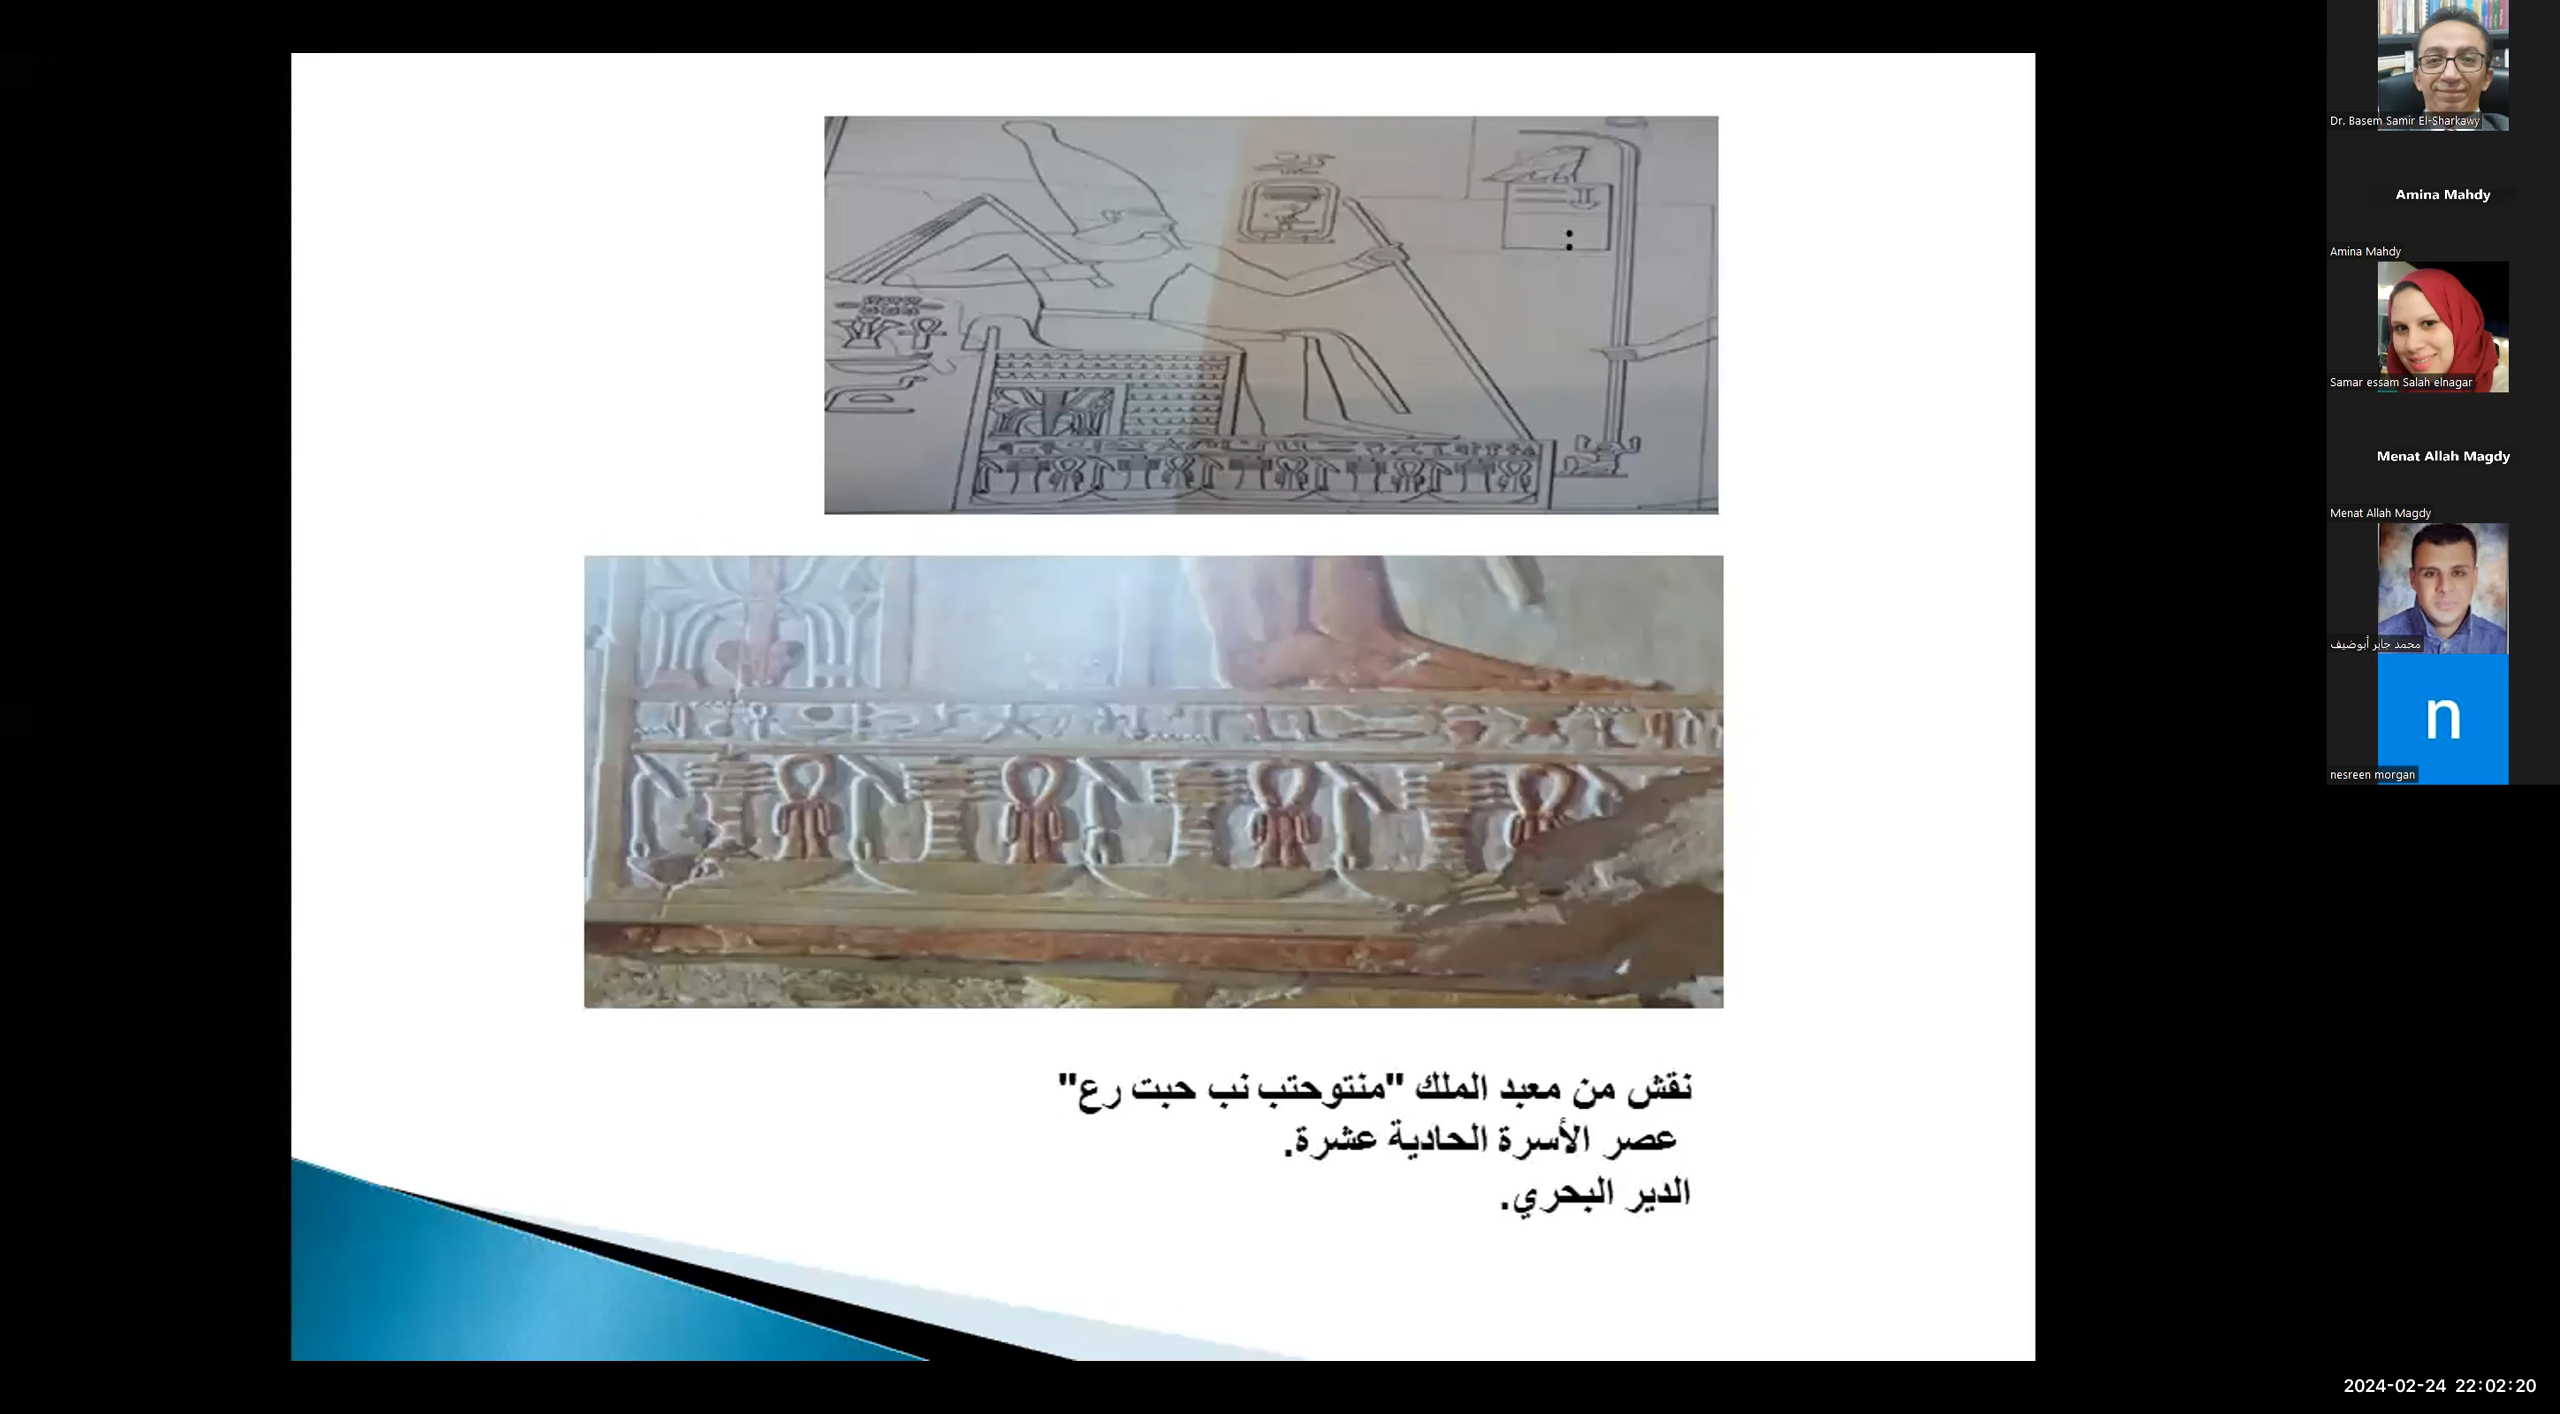 Dr. Basem Samir El-Sharkawy
Amina Mahdy
Amina Mahdy
Samar essam Salah elnagar
Menat Allah Magdy
Menat Allah Magdy
محمد جابر أبوضيف
n
nesreen morgan
نقش من معبد الملك "منتوحتب نب حبت رع"
عصر الأسرة الحادية عشرة.
الدير البحري.
2024-02-24 22:02:20